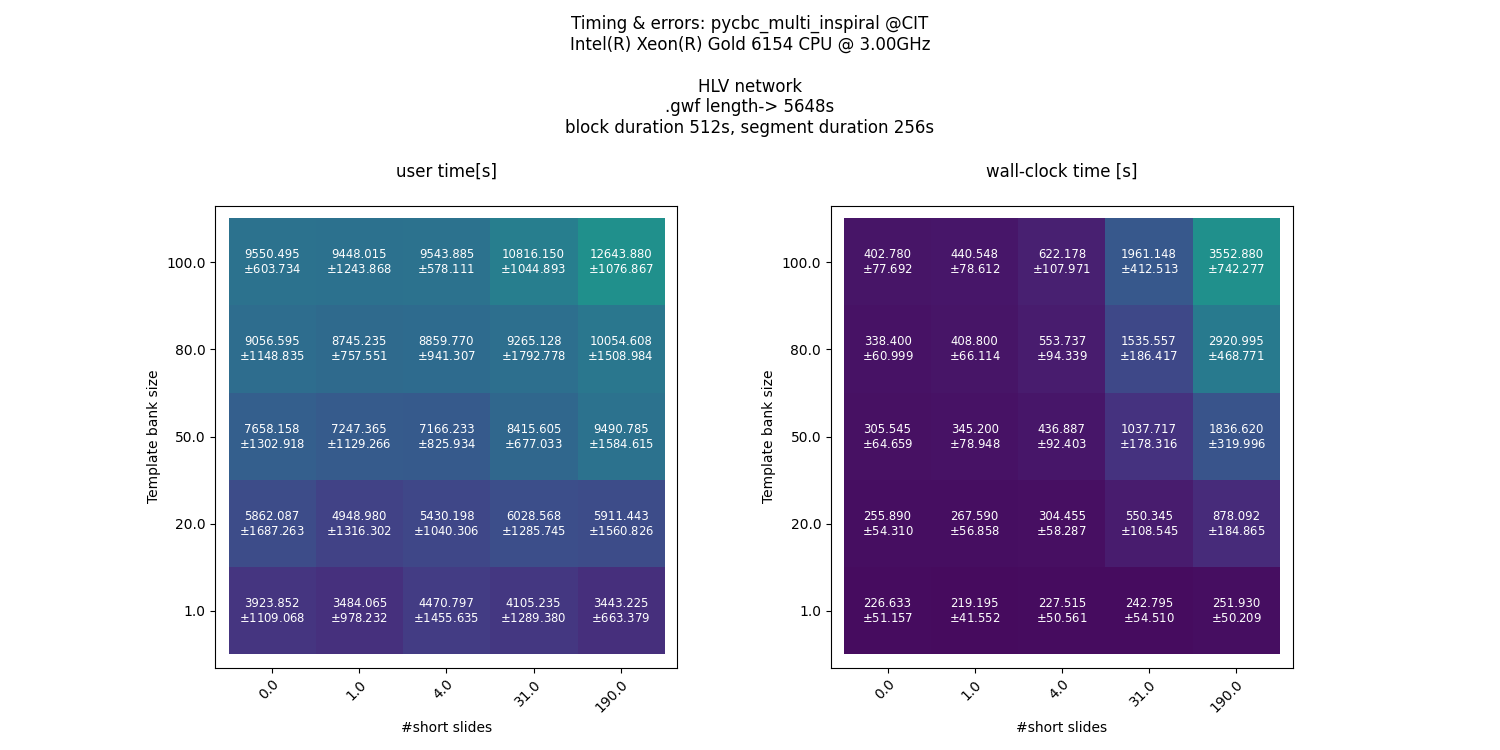 Timing & errors: pycbc_multi_inspiral @CIT
Intel(R) Xeon(R) Gold 6154 CPU @ 3.00GHz
HLV network
.gwf length-> 5648s
block duration 512s, segment duration 256s
user time[s]
100.0
80.0
50.0
20.0
1.0
Template bank size
9550.495 9448.015 9543.885 10816.150 12643.880
±603.734 ±1243.868 ±578.111 ±1044.893 ±1076.867
9056.595 8745.235 8859.770 9265.128 10054.608
±1148.835 ±757.551 ±941.307 ±1792.778 ±1508.984
7658.158 7247.365 7166.233 8415.605 9490.785
±1302.918 ±1129.266 ±825.934 ±677.033 ±1584.615
5862.087 4948.980 5430.198 6028.568 5911.443
±1687.263 ±1316.302 ±1040.306 ±1285.745 ±1560.826
3923.852 3484.065 4470.797 4105.235 3443.225
±1109.068 ±978.232 ±1455.635 ±1289.380 ±663.379
0.0 1.0 4.0 31.0 190.0
#short slides
wall-clock time [s]
100.0
80.0
50.0
20.0
1.0
Template bank size
402.780 440.548 622.178 1961.148 3552.880
±77.692 ±78.612 ±107.971 ±412.513 ±742.277
338.400 408.800 553.737 1535.557 2920.995
±60.999 ±66.114 ±94.339 ±186.417 ±468.771
305.545 345.200 436.887 1037.717 1836.620
±64.659 ±78.948 ±92.403 ±178.316 ±319.996
255.890 267.590 304.455 550.345 878.092
±54.310 ±56.858 ±58.287 ±108.545 ±184.865
226.633 219.195 227.515 242.795 251.930
±51.157 ±41.552 ±50.561 ±54.510 ±50.209
0.0 1.0 4.0 31.0 190.0
#short slides